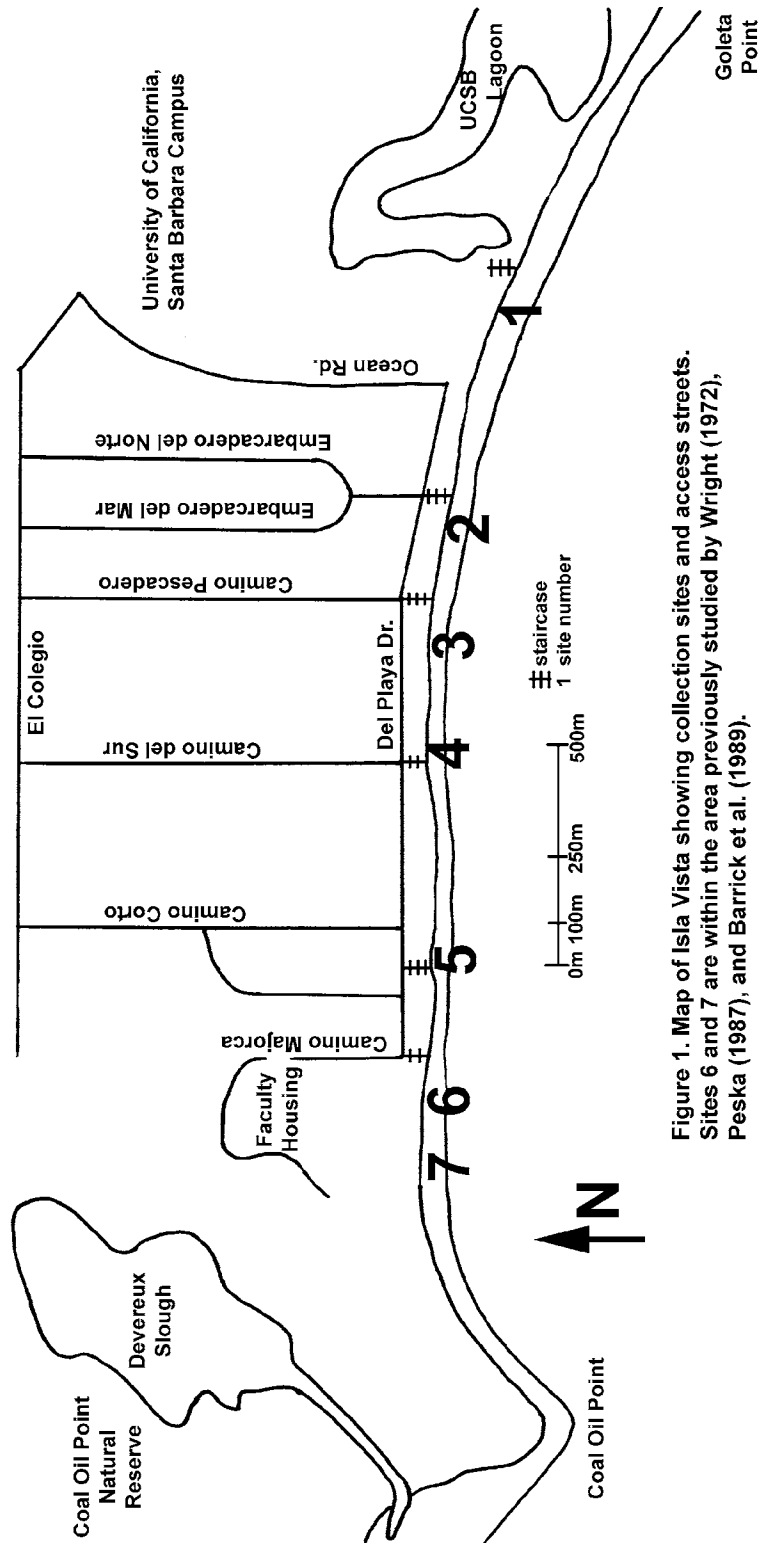 Coal Oil Point
Natural
Reserve
Devereux
Slough
Faculty
Housing
Camino Majorca
El Colegio
Camino Corto
Camino del Sur
Camino Pescadero
Embarcadero del Mar
Embarcadero del Norte
Ocean Rd.
Del Playa Dr.
University of California,
Santa Barbara Campus
UCSB
Lagoon
Goleta
Point
Coal Oil Point
N
7
6
5
4
3
2
1
0m 100m 250m 500m
staircase
1 site number
Figure 1. Map of Isla Vista showing collection sites and access streets.
Sites 6 and 7 are within the area previously studied by Wright (1972),
Peska (1987), and Barrick et al. (1989).